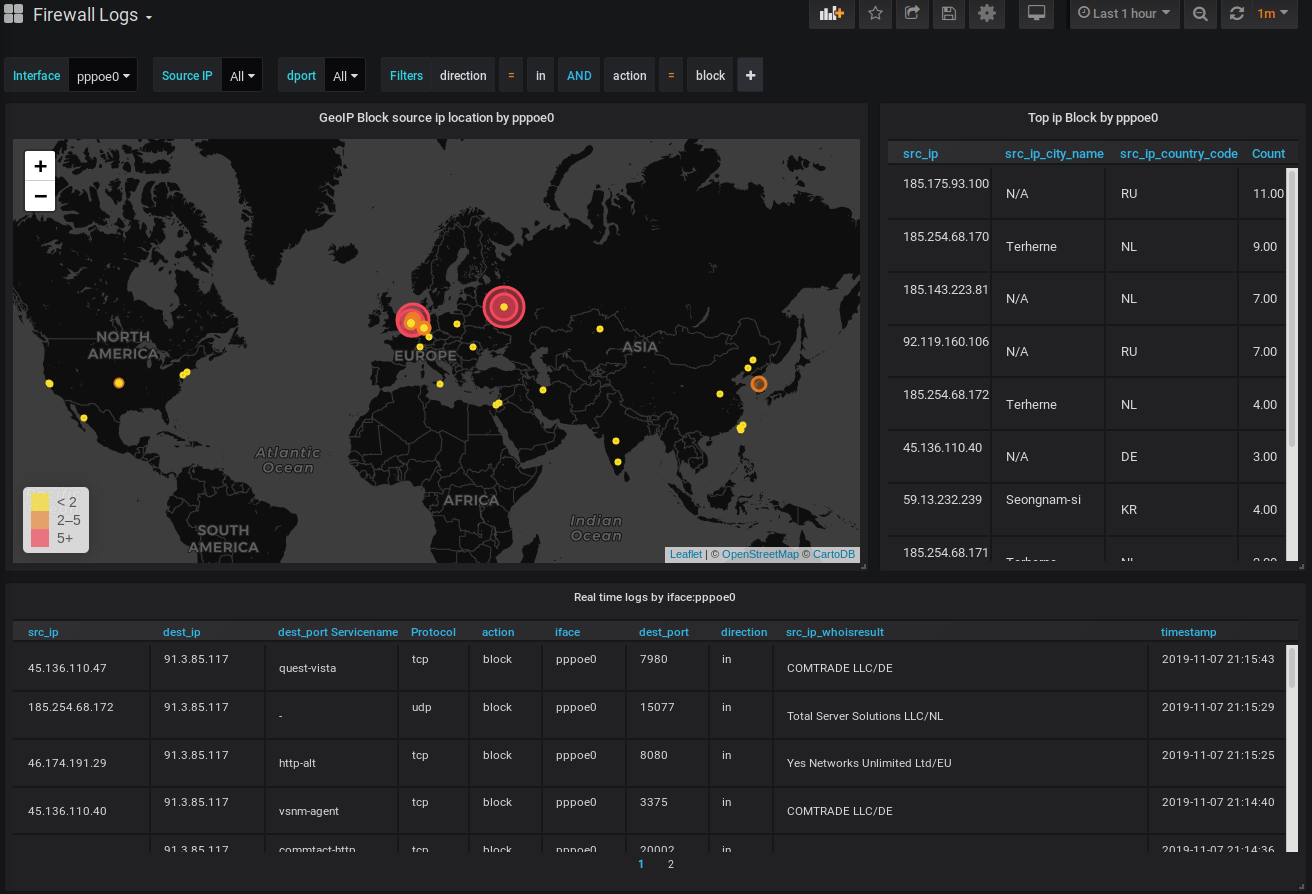 Firewall Logs
Last 1 hour 1m
Interface pppoe0 Source IP All dport All Filters direction = in AND action = block +
GeoIP Block source ip location by pppoe0
+
−
NORTH
AMERICA
EUROPE
ASIA
Atlantic
Ocean
AFRICA
SOUTH
AMERICA
Indian
Ocean
< 2
2–5
5+
Leaflet | © OpenStreetMap © CartoDB
Top ip Block by pppoe0
src_ip src_ip_city_name src_ip_country_code Count
185.175.93.100 N/A RU 11.00
185.254.68.170 Terherne NL 9.00
185.143.223.81 N/A NL 7.00
92.119.160.106 N/A RU 7.00
185.254.68.172 Terherne NL 4.00
45.136.110.40 N/A DE 3.00
59.13.232.239 Seongnam-si KR 4.00
185.254.68.171 Terherne NL
Real time logs by iface:pppoe0
src_ip dest_ip dest_port Servicename Protocol action iface dest_port direction src_ip_whoisresult timestamp
45.136.110.47 91.3.85.117 quest-vista tcp block pppoe0 7980 in COMTRADE LLC/DE 2019-11-07 21:15:43
185.254.68.172 91.3.85.117 - udp block pppoe0 15077 in Total Server Solutions LLC/NL 2019-11-07 21:15:29
46.174.191.29 91.3.85.117 http-alt tcp block pppoe0 8080 in Yes Networks Unlimited Ltd/EU 2019-11-07 21:15:25
45.136.110.40 91.3.85.117 vsnm-agent tcp block pppoe0 3375 in COMTRADE LLC/DE 2019-11-07 21:14:40
91.3.85.117 commtact-http tcp block pppoe0 20002 in 2019-11-07 21:14:36
1 2